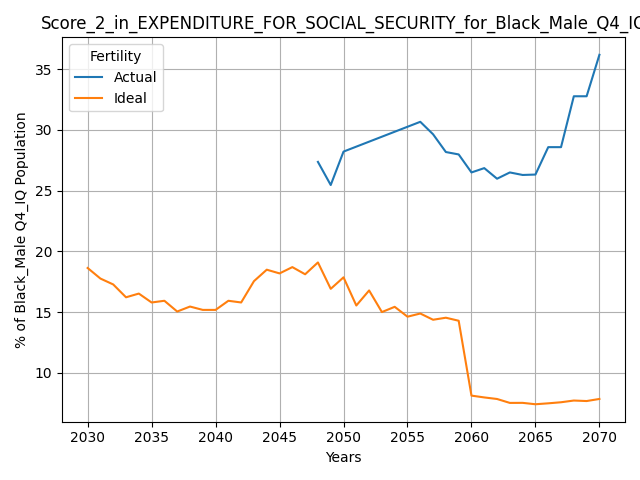 Score_2_in_EXPENDITURE_FOR_SOCIAL_SECURITY_for_Black_Male_Q4_IQ
Fertility
Actual
Ideal
% of Black_Male Q4_IQ Population
35
30
25
20
15
10
2030 2035 2040 2045 2050 2055 2060 2065 2070
Years